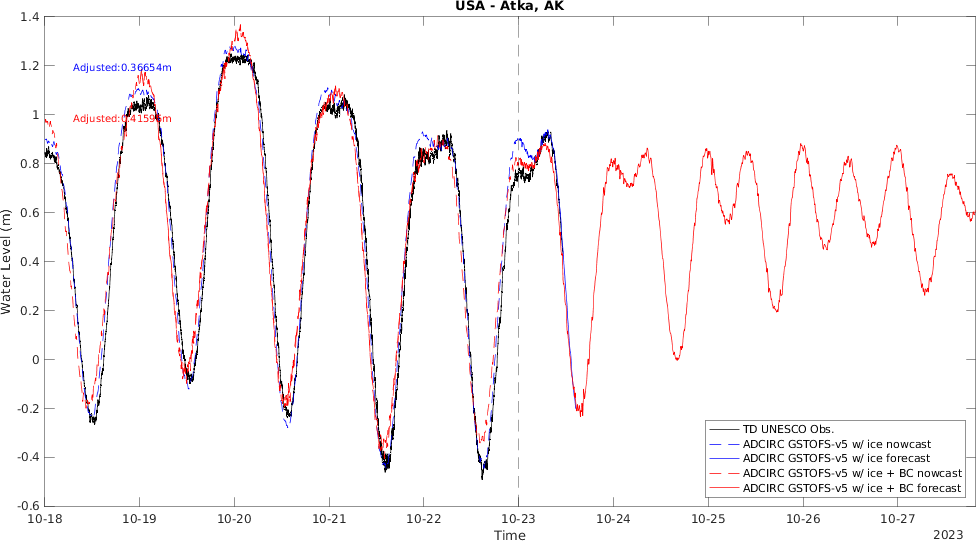 USA - Atka, AK
1.4
1.2
1
0.8
0.6
0.4
0.2
0
-0.2
-0.4
-0.6
Water Level (m)
Adjusted:0.36654m
TD UNESCO Obs.
ADCIRC GSTOFS-v5 w/ ice nowcast
ADCIRC GSTOFS-v5 w/ ice forecast
ADCIRC GSTOFS-v5 w/ ice + BC nowcast
ADCIRC GSTOFS-v5 w/ ice + BC forecast
10-18 10-19 10-20 10-21 10-22 10-23 10-24 10-25 10-26 10-27
Time
2023